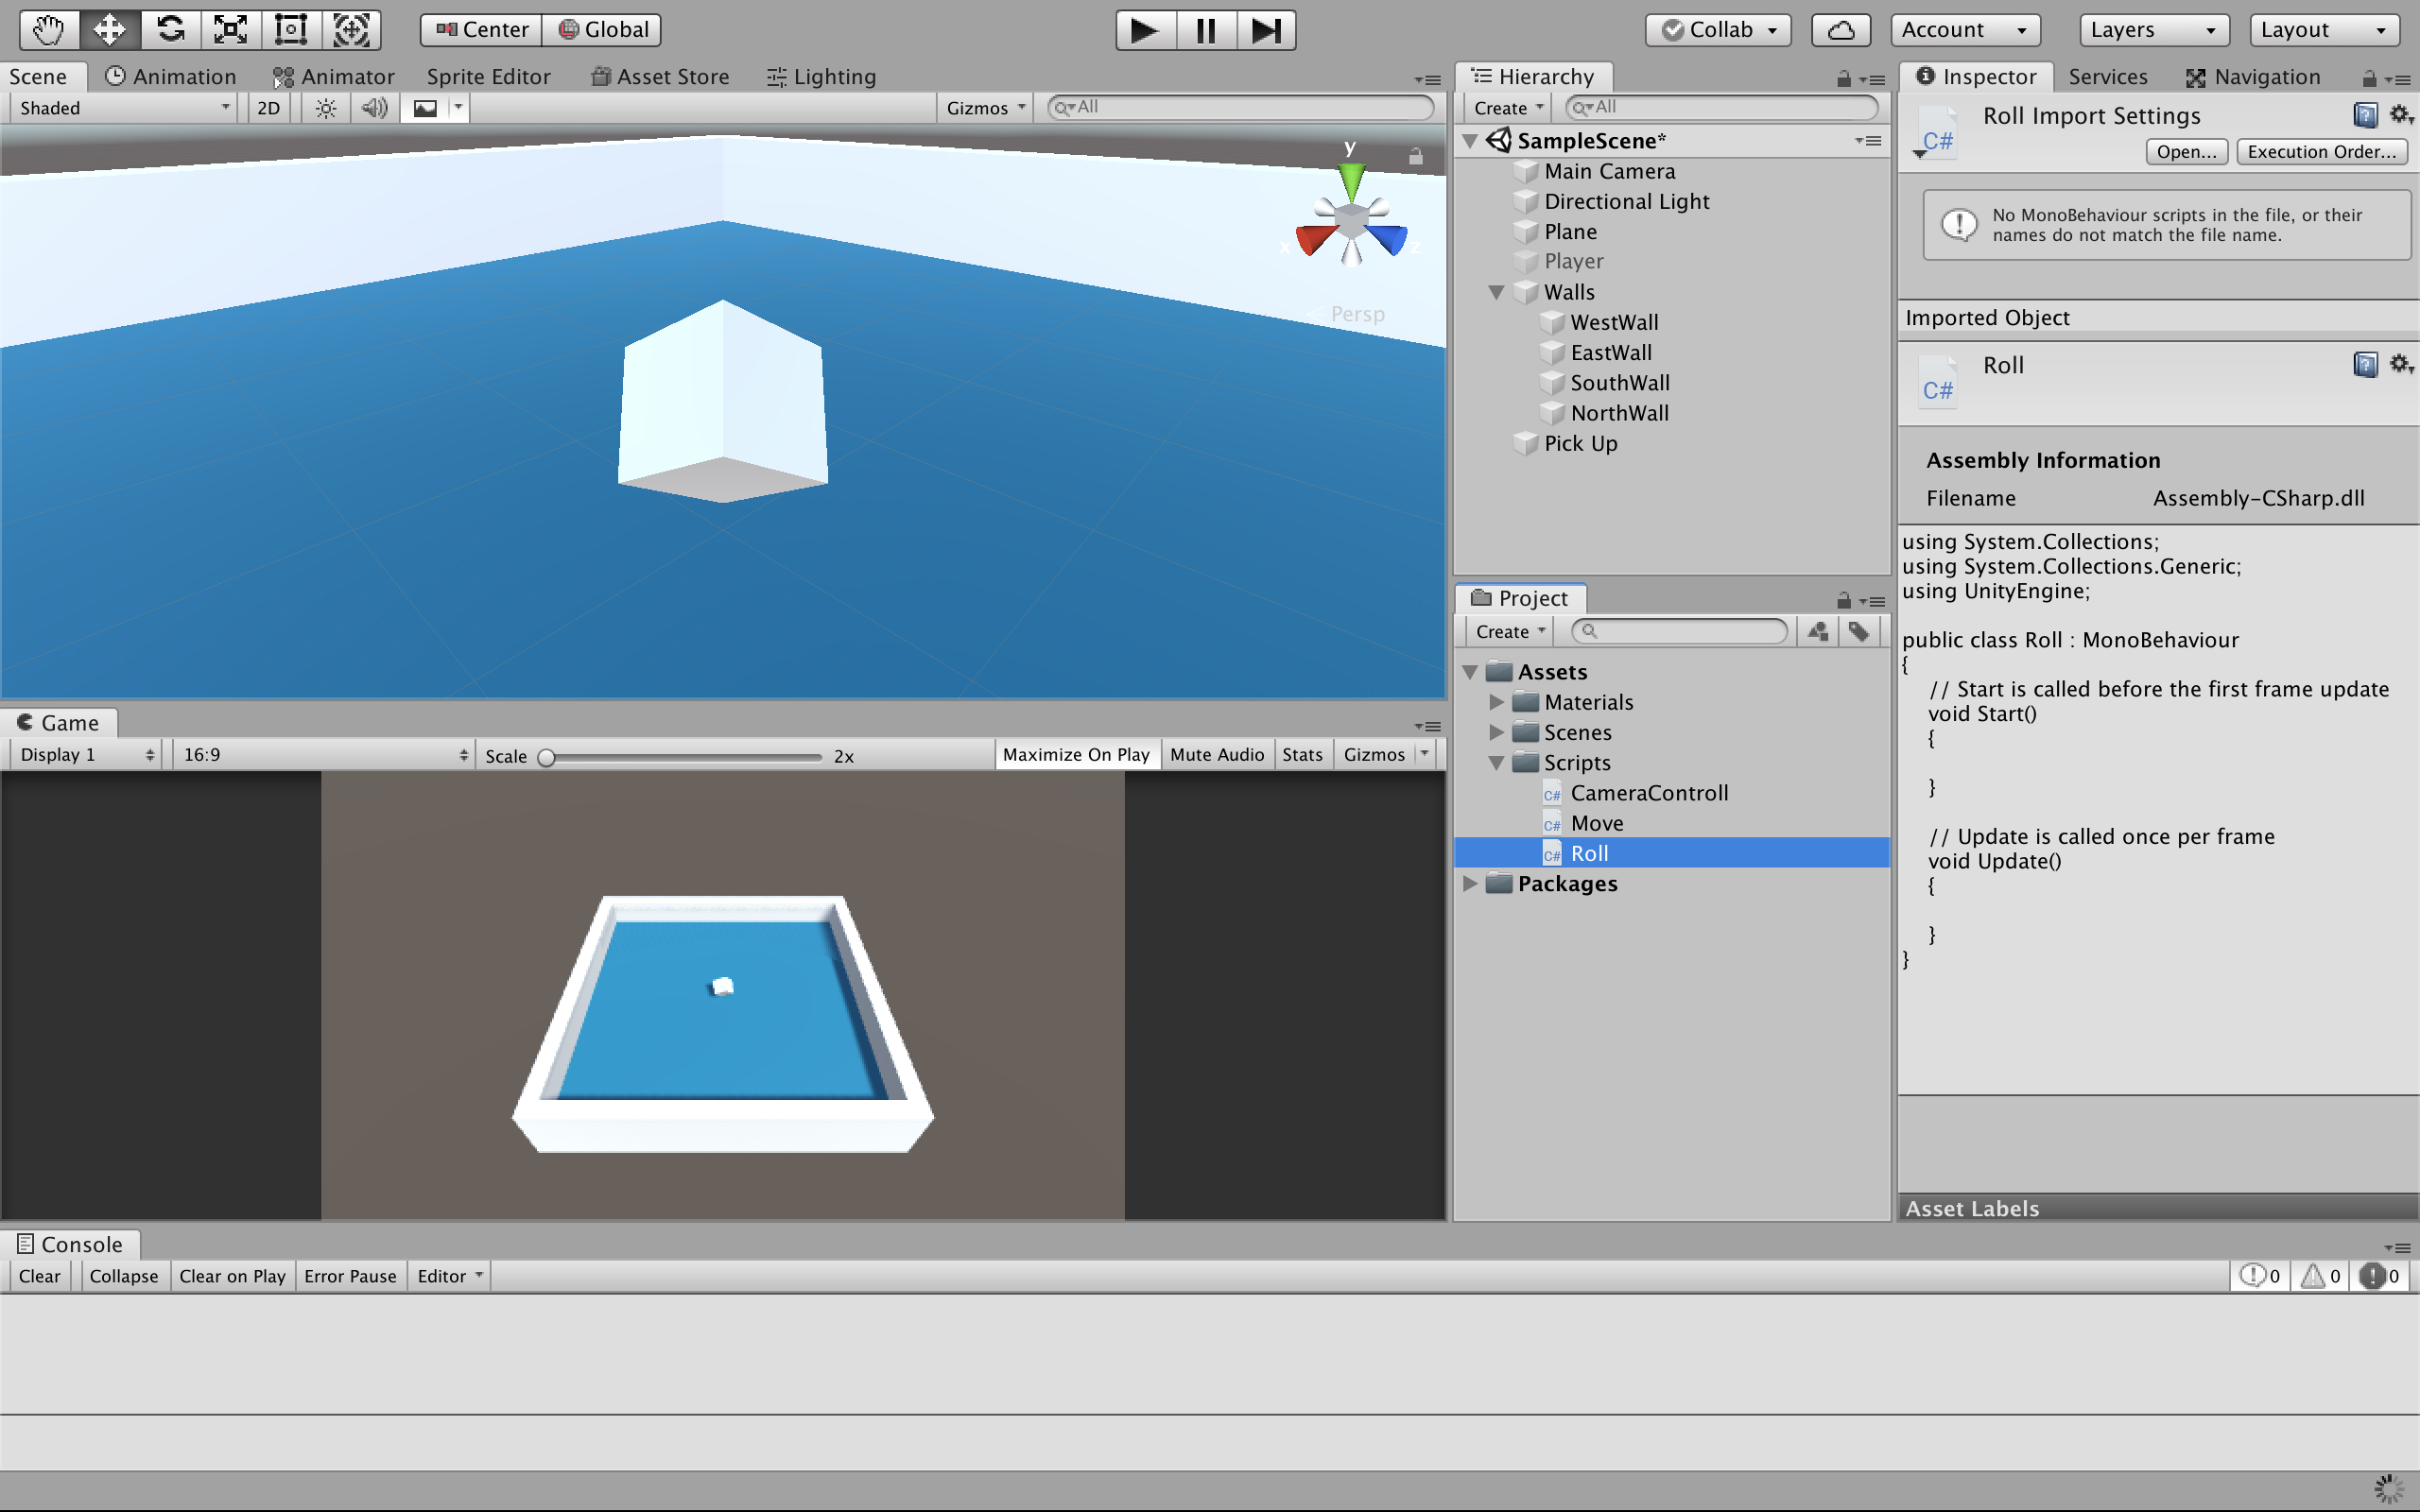 Center Global
Collab Account Layers Layout
Scene Animation Animator Sprite Editor Asset Store Lighting
Shaded 2D Gizmos All
y
x
z
Persp
Game
Display 1 16:9 Scale 2x Maximize On Play Mute Audio Stats Gizmos
Hierarchy
Create All
SampleScene*
Main Camera
Directional Light
Plane
Player
Walls
WestWall
EastWall
SouthWall
NorthWall
Pick Up
Project
Create
Assets
Materials
Scenes
Scripts
C# CameraControll
C# Move
C# Roll
Packages
Inspector Services Navigation
C# Roll Import Settings
Open... Execution Order...
No MonoBehaviour scripts in the file, or their
names do not match the file name.
Imported Object
C# Roll
Assembly Information
Filename Assembly-CSharp.dll
using System.Collections;
using System.Collections.Generic;
using UnityEngine;
public class Roll : MonoBehaviour
{
// Start is called before the first frame update
void Start()
{
}
// Update is called once per frame
void Update()
{
}
}
Asset Labels
Console
Clear Collapse Clear on Play Error Pause Editor 0 0 0